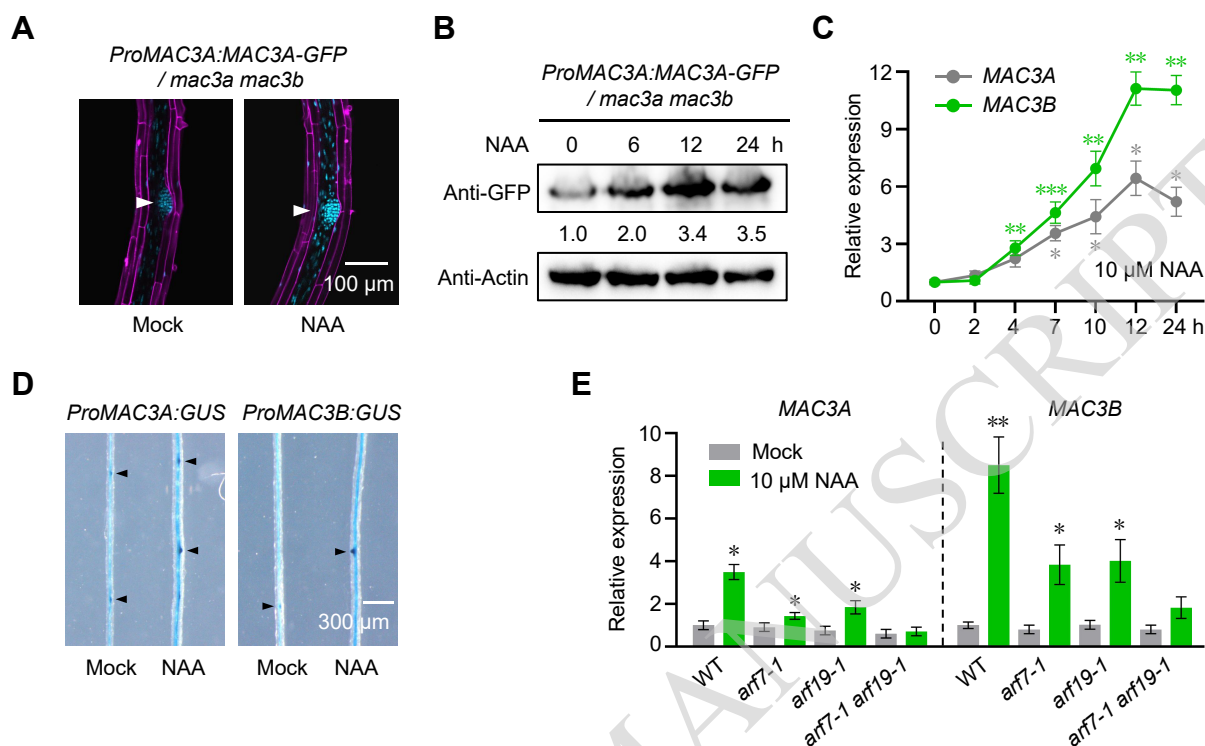 A
ProMAC3A:MAC3A-GFP
/ mac3a mac3b
100 µm
Mock
NAA
B
ProMAC3A:MAC3A-GFP
/ mac3a mac3b
NAA 0 6 12 24 h
Anti-GFP
1.0 2.0 3.4 3.5
Anti-Actin
C
Relative expression
12
9
6
3
0
MAC3A
MAC3B
** ** ** *** ** * * * *
10 µM NAA
0 2 4 7 10 12 24 h
D
ProMAC3A:GUS
ProMAC3B:GUS
300 µm
Mock NAA
Mock NAA
E
MAC3A
MAC3B
Relative expression
10
8
6
4
2
0
Mock
10 µM NAA
* * * ** * *
WT
arf7-1
arf19-1
arf7-1 arf19-1
WT
arf7-1
arf19-1
arf7-1 arf19-1
MANUSCRIPT